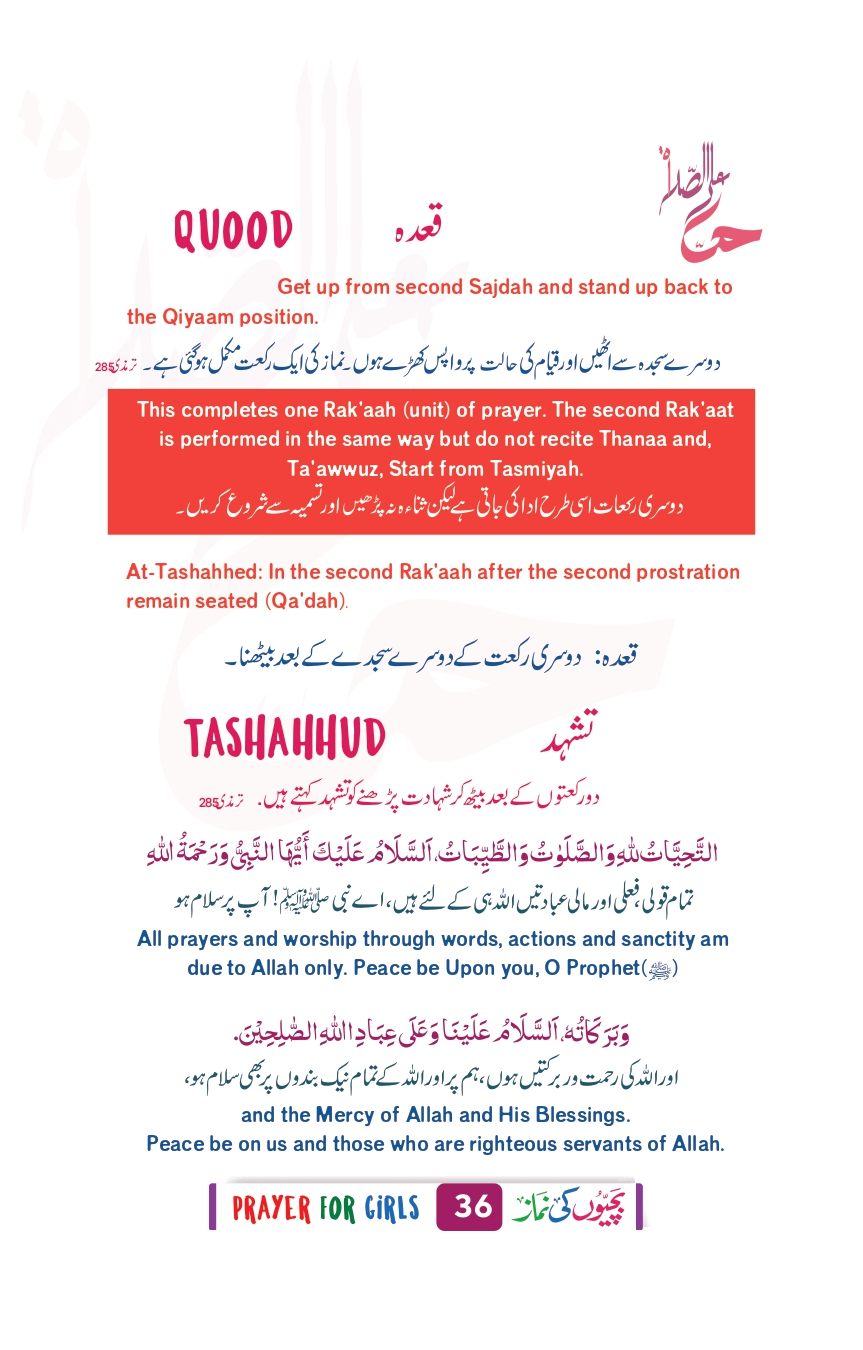 حی علی الصلاۃ
QUOOD قعدہ
Get up from second Sajdah and stand up back to
the Qiyaam position.
دوسرے سجدہ سے اٹھیں اور قیام کی حالت پر واپس کھڑے ہوں۔ نماز کی ایک رکعت مکمل ہو گئی ہے۔ ترمذی285
This completes one Rak'aah (unit) of prayer. The second Rak'aat
is performed in the same way but do not recite Thanaa and,
Ta'awwuz, Start from Tasmiyah.
دوسری رکعات اسی طرح ادا کی جاتی ہے لیکن ثناءہ نہ پڑھیں اور تسمیہ سے شروع کریں۔
At-Tashahhed: In the second Rak'aah after the second prostration
remain seated (Qa'dah).
قعدہ: دوسری رکعت کے دوسرے سجدے کے بعد بیٹھنا۔
TASHAHHUD تشہد
دو رکعتوں کے بعد بیٹھ کر شہادت پڑھنے کو تشہد کہتے ہیں. ترمذی285
التَّحِيَّاتُ لِلّٰهِ وَالصَّلَوٰتُ وَالطَّيِّبَاتُ، اَلسَّلَامُ عَلَيْكَ أَيُّهَا النَّبِىُّ وَرَحْمَةُ اللّٰهِ
تمام قولی، فعلی اور مالی عبادتیں اللہ ہی کے لئے ہیں، اے نبی ﷺ! آپ پر سلام ہو
All prayers and worship through words, actions and sanctity am
due to Allah only. Peace be Upon you, O Prophet(ﷺ)
وَبَرَكَاتُهٗ، اَلسَّلَامُ عَلَيْنَا وَعَلَى عِبَادِ اللّٰهِ الصّٰلِحِيْنَ.
اور اللہ کی رحمت ور برکتیں ہوں، ہم پر اور اللہ کے تمام نیک بندوں پر بھی سلام ہو،
and the Mercy of Allah and His Blessings.
Peace be on us and those who are righteous servants of Allah.
PRAYER FOR GiRLS 36 بچیوں کی نماز